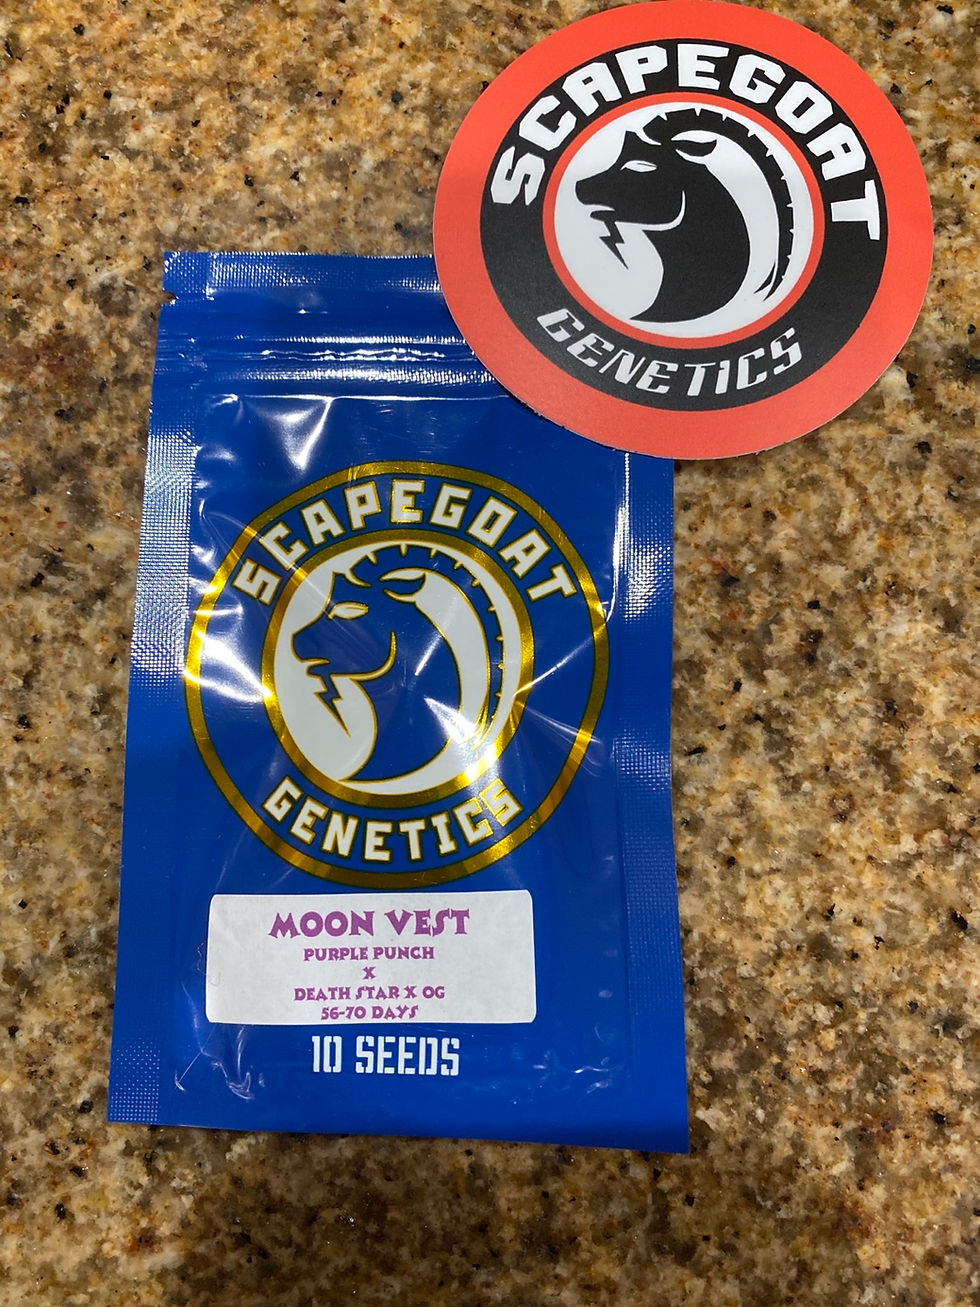 SCAPEGOAT
GENETICS
SCAPEGOAT
GENETICS
MOON VEST
PURPLE PUNCH
X
DEATH STAR X OG
56-70 DAYS
10 SEEDS